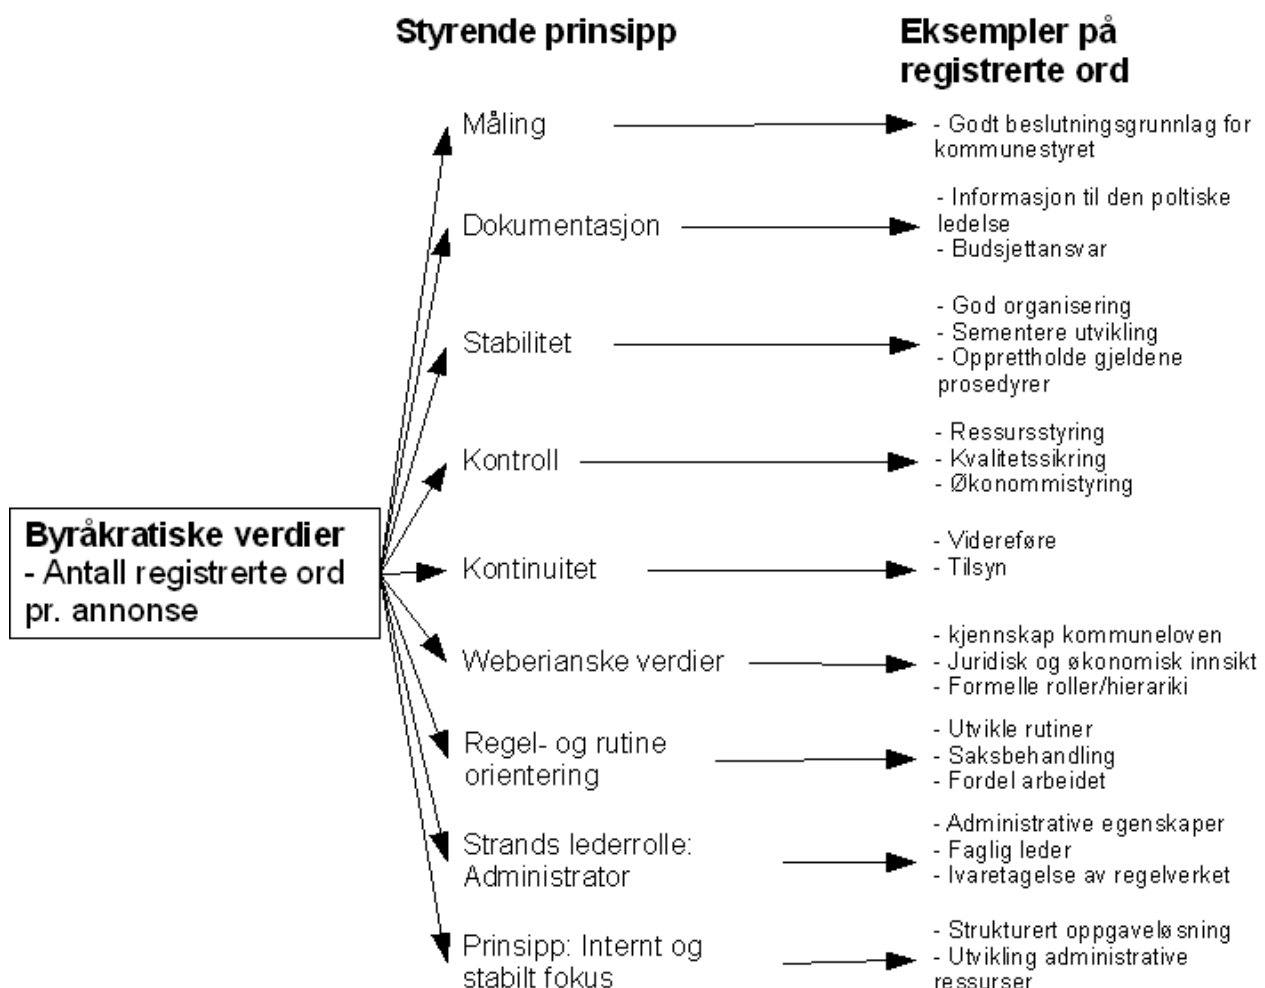 Styrende prinsipp
Eksempler på
registrerte ord
Måling
- Godt beslutningsgrunnlag for
kommunestyret
Dokumentasjon
- Informasjon til den poltiske
ledelse
- Budsjettansvar
Stabilitet
- God organisering
- Sementere utvikling
- Opprettholde gjeldene
prosedyrer
Kontroll
- Ressursstyring
- Kvalitetssikring
- Økonommistyring
Byråkratiske verdier
- Antall registrerte ord
pr. annonse
Kontinuitet
- Videreføre
- Tilsyn
Weberianske verdier
- kjennskap kommuneloven
- Juridisk og økonomisk innsikt
- Formelle roller/hierariki
Regel- og rutine
orientering
- Utvikle rutiner
- Saksbehandling
- Fordel arbeidet
Strands lederrolle:
Administrator
- Administrative egenskaper
- Faglig leder
- Ivaretagelse av regelverket
Prinsipp: Internt og
stabilt fokus
- Strukturert oppgaveløsning
- Utvikling administrative
ressurser